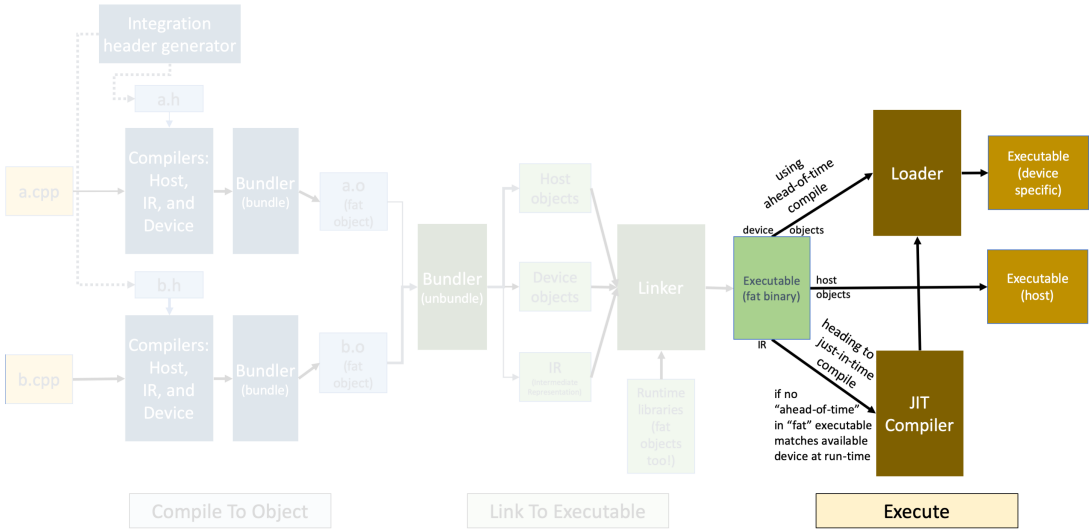 Integration
header generator
a.h
a.cpp
Compilers:
Host,
IR, and
Device
Bundler
(bundle)
a.o
(fat
object)
b.h
b.cpp
Compilers:
Host,
IR, and
Device
Bundler
(bundle)
b.o
(fat
object)
Bundler
(unbundle)
Host
objects
Device
objects
IR
(Intermediate
Linker
Runtime
libraries
(fat
objects
too!)
Executable
(fat binary)
device objects
using
ahead-of-time
compile
host
objects
IR
heading to
just-in-time
compile
if no
“ahead-of-time”
in “fat” executable
matches available
device at run-time
Loader
JIT
Compiler
Executable
(device
specific)
Executable
(host)
Compile To Object
Link To Executable
Execute